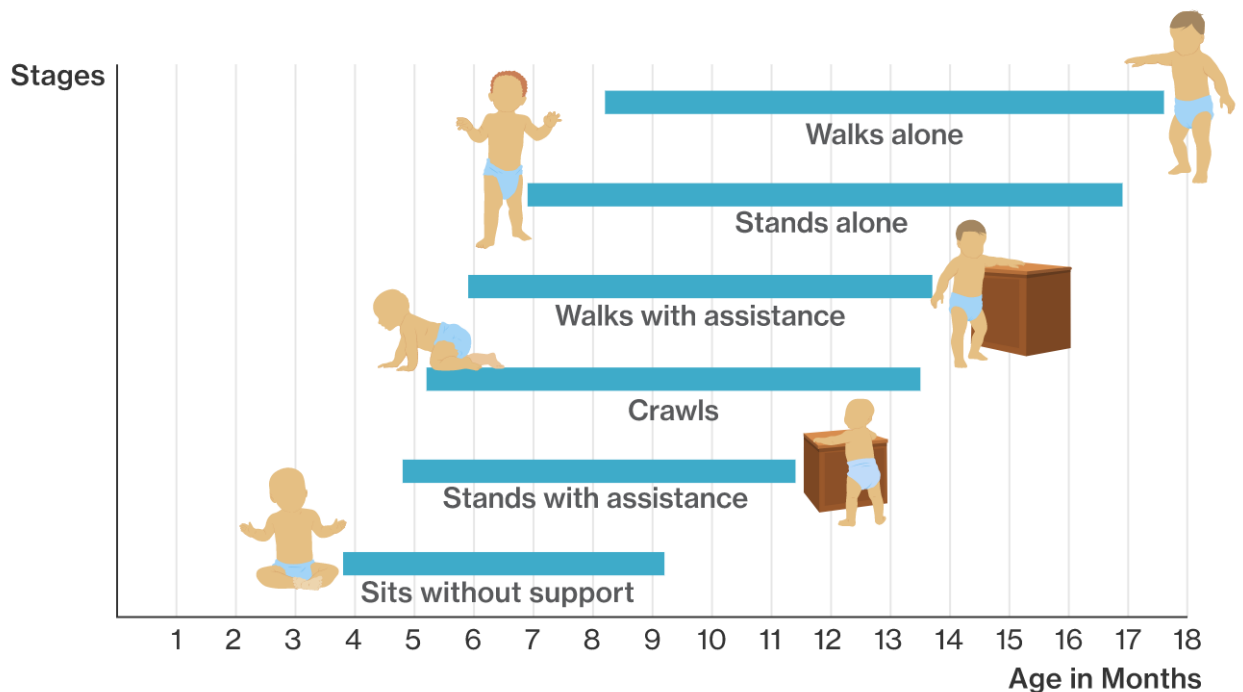 Stages
Walks alone
Stands alone
Walks with assistance
Crawls
Stands with assistance
Sits without support
1 2 3 4 5 6 7 8 9 10 11 12 13 14 15 16 17 18
Age in Months